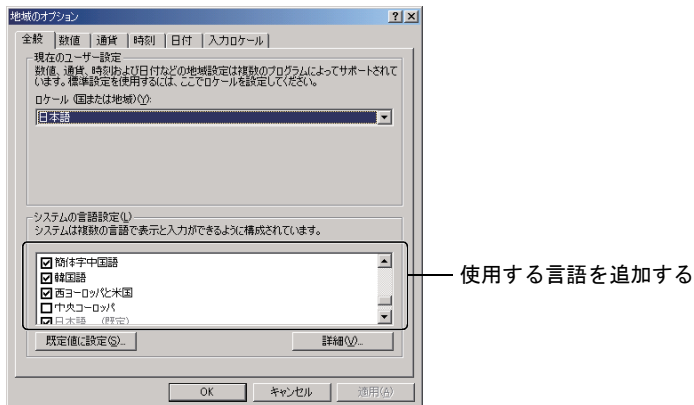 地域のオプション
全般 数値 通貨 時刻 日付 入力ロケール
現在のユーザー設定
数値、通貨、時刻および日付などの地域設定は複数のプログラムによってサポートされて
います。標準設定を使用するには、ここでロケールを設定してください。
ロケール (国または地域)(Y):
日本語
システムの言語設定(L)
システムは複数の言語で表示と入力ができるように構成されています。
簡体字中国語
韓国語
西ヨーロッパと米国
中央ヨーロッパ
日本語 (既定)
使用する言語を追加する
既定値に設定(S)... 詳細(V)...
OK キャンセル 適用(A)